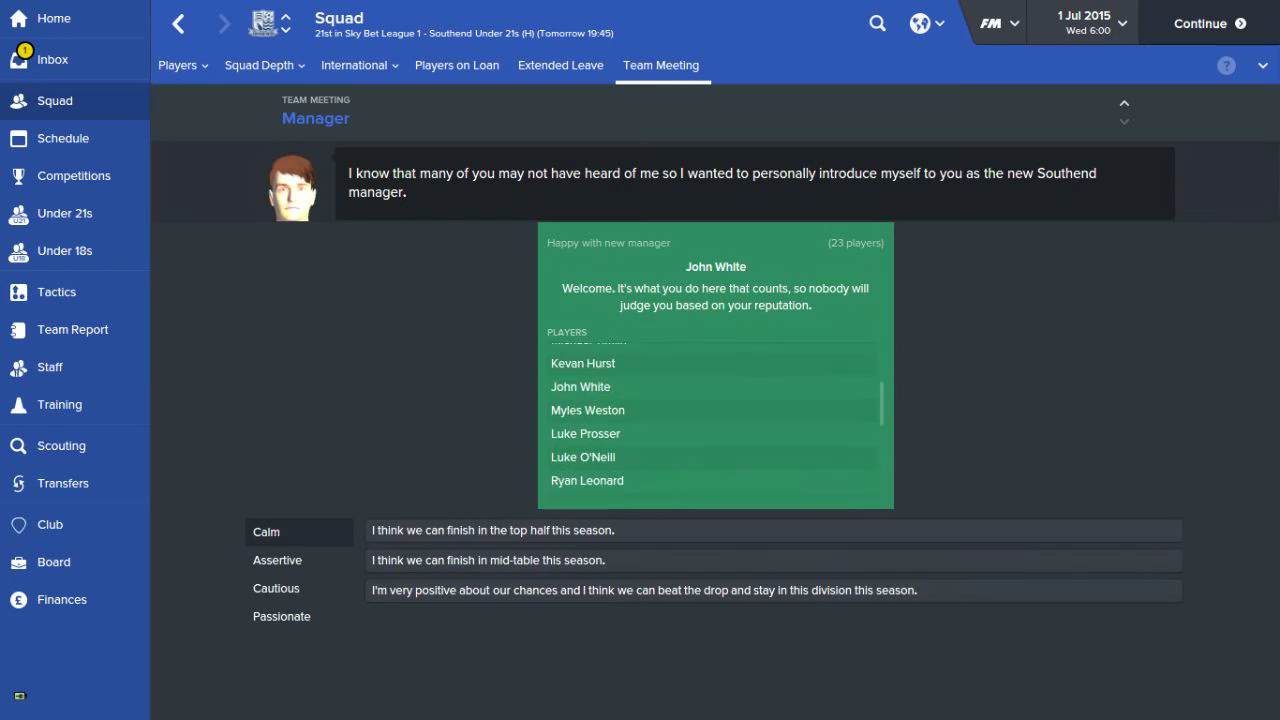 Home
1
Inbox
Squad
Schedule
Competitions
Under 21s
Under 18s
Tactics
Team Report
Staff
Training
Scouting
Transfers
Club
Board
Finances
Squad
21st in Sky Bet League 1 - Southend Under 21s (H) (Tomorrow 19:45)
FM
1 Jul 2015
Wed 6:00
Continue
Players
Squad Depth
International
Players on Loan
Extended Leave
Team Meeting
?
TEAM MEETING
Manager
I know that many of you may not have heard of me so I wanted to personally introduce myself to you as the new Southend
manager.
Happy with new manager (23 players)
John White
Welcome. It's what you do here that counts, so nobody will
judge you based on your reputation.
PLAYERS
Kevan Hurst
John White
Myles Weston
Luke Prosser
Luke O'Neill
Ryan Leonard
Calm
Assertive
Cautious
Passionate
I think we can finish in the top half this season.
I think we can finish in mid-table this season.
I'm very positive about our chances and I think we can beat the drop and stay in this division this season.